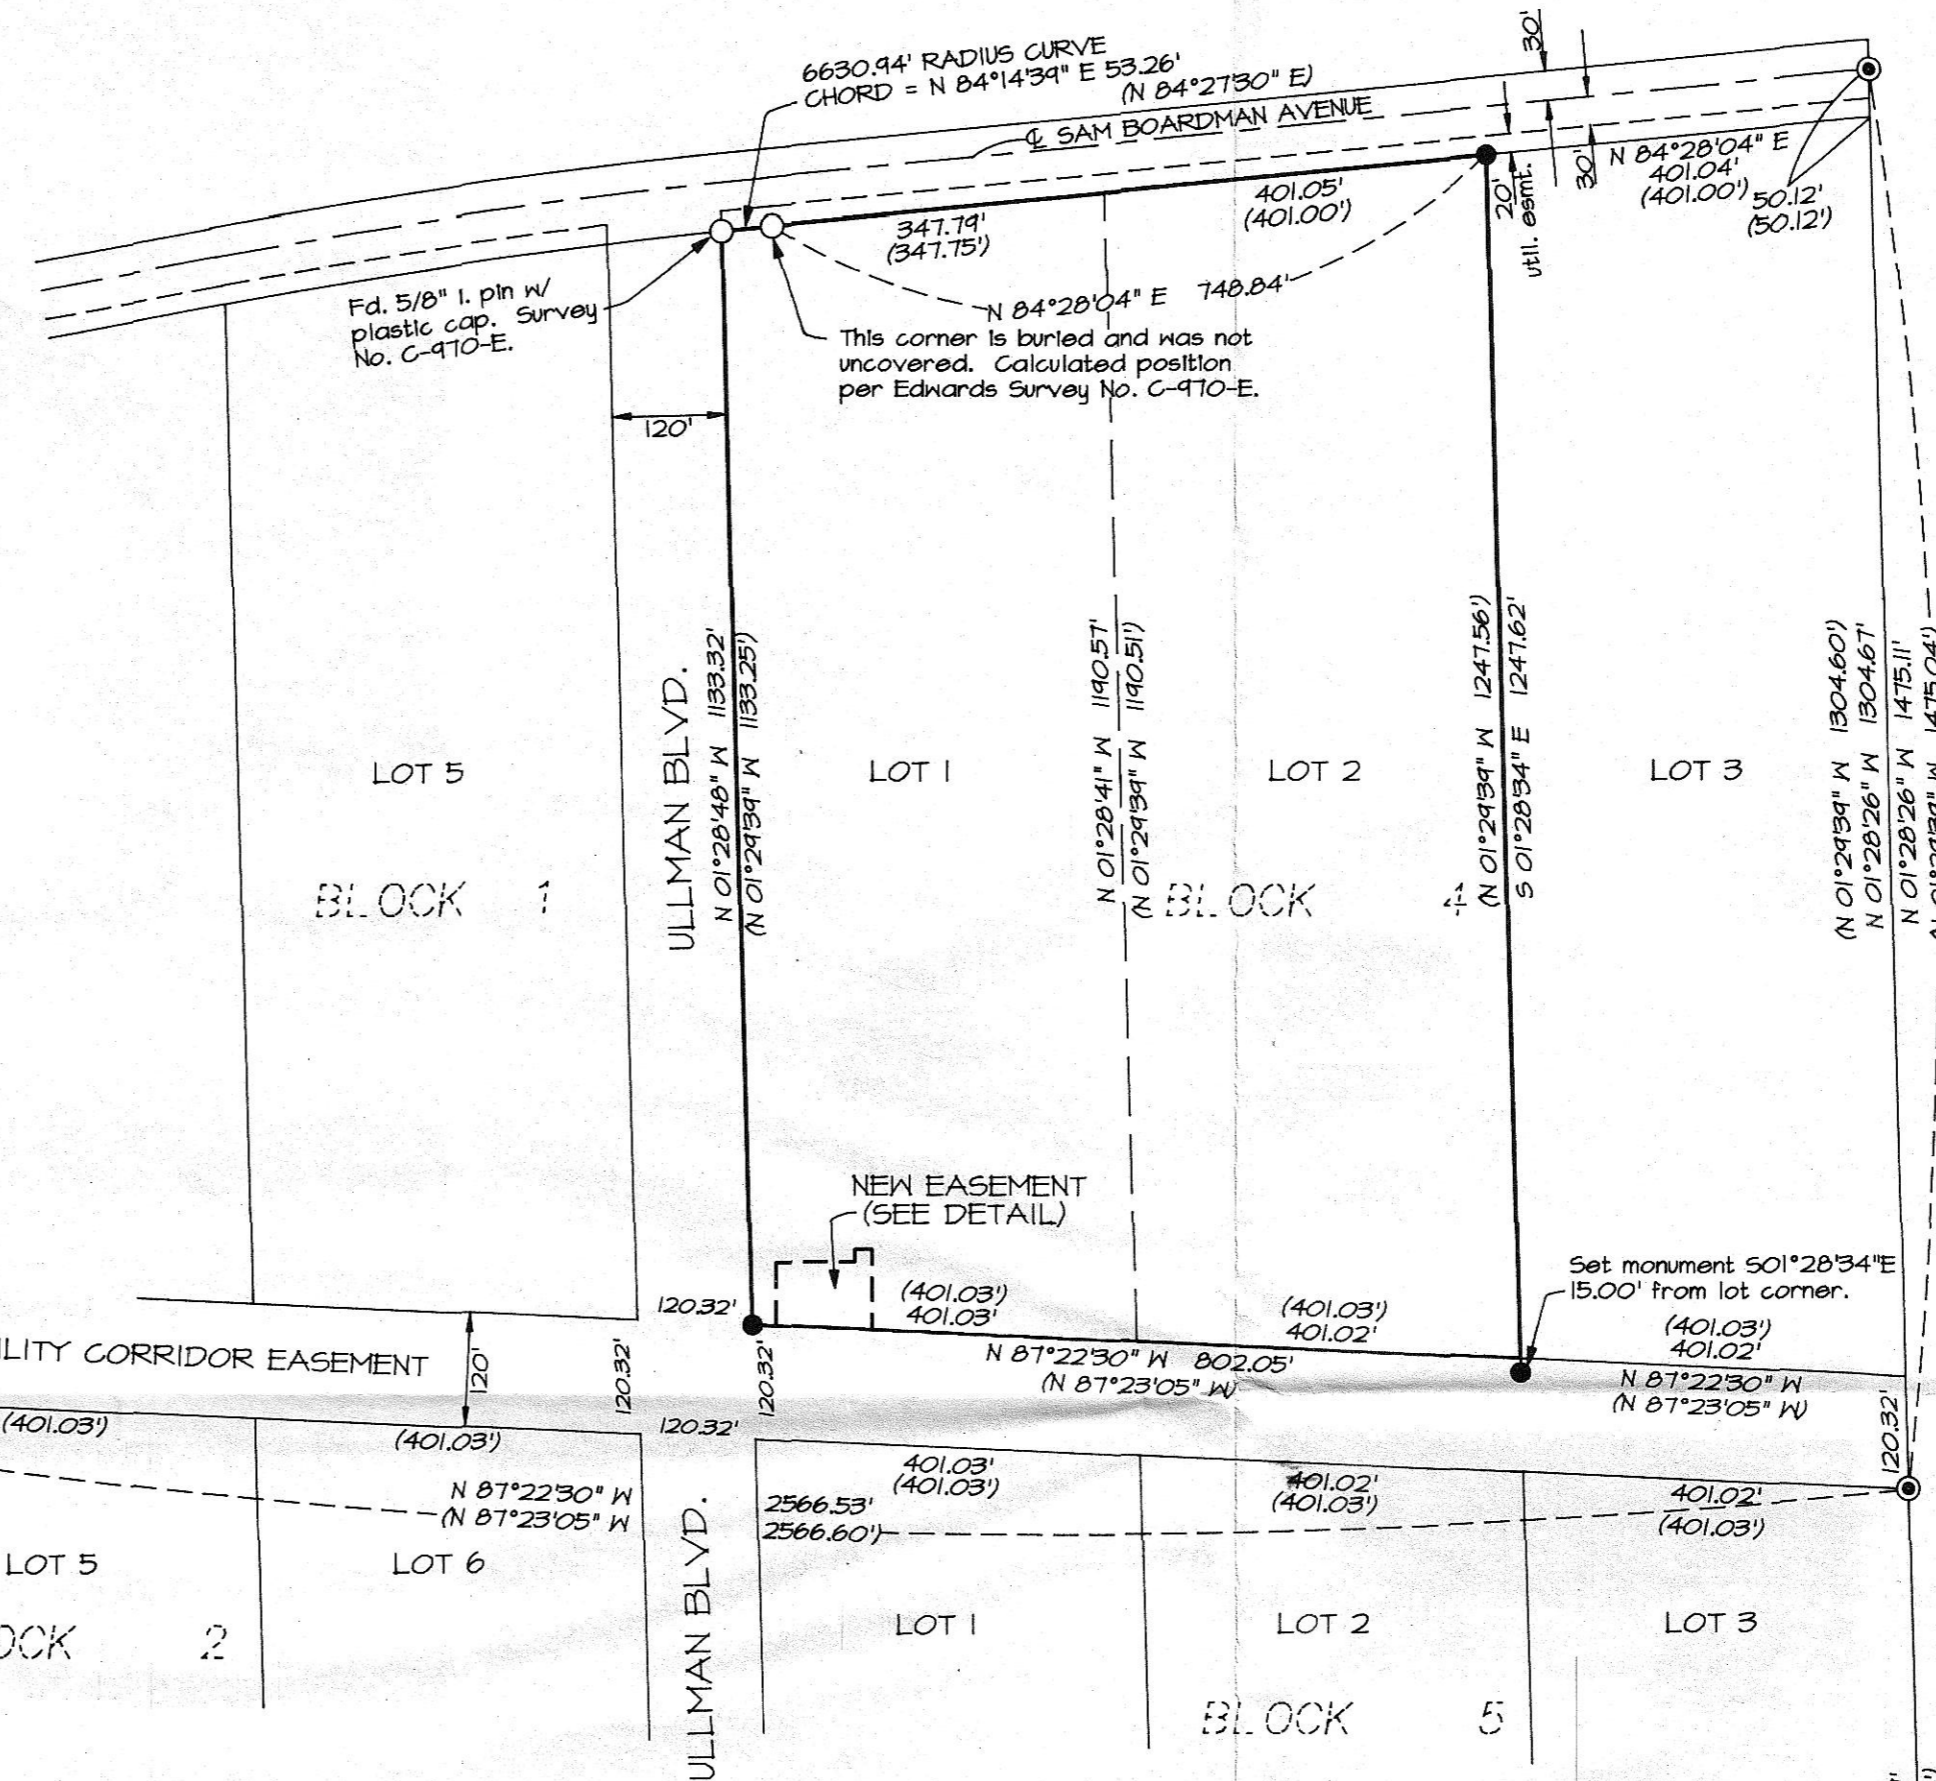 6630.94' RADIUS CURVE
CHORD = N 84°14'39" E 53.26'
(N 84°27'30" E)
℄ SAM BOARDMAN AVENUE
30'
30'
20'
util. esmt.
N 84°28'04" E
401.04'
(401.00')
50.12'
(50.12')
347.79'
(347.75')
401.05'
(401.00')
N 84°28'04" E 748.84'
Fd. 5/8" I. pin w/
plastic cap. Survey
No. C-970-E.
This corner is buried and was not
uncovered. Calculated position
per Edwards Survey No. C-970-E.
120'
ULLMAN BLVD.
N 01°28'48" W 1133.32'
(N 01°29'39" W 1133.25')
N 01°28'41" W 1190.57'
(N 01°29'39" W 1190.51')
(N 01°29'39" W 1247.56')
S 01°28'34" E 1247.62'
(N 01°29'39" W 1304.60')
N 01°28'26" W 1304.67'
N 01°28'26" W 1475.11'
1475.04')
LOT 5
LOT 1
LOT 2
LOT 3
BLOCK 1
BLOCK 4
NEW EASEMENT
(SEE DETAIL)
Set monument S01°28'34"E
15.00' from lot corner.
120.32'
(401.03')
401.03'
(401.03')
401.02'
(401.03')
401.02'
N 87°22'30" W 802.05'
(N 87°23'05" W)
N 87°22'30" W
(N 87°23'05" W)
ILITY CORRIDOR EASEMENT
120'
120.32'
120.32'
120.32'
120.32'
(401.03')
(401.03')
N 87°22'30" W
(N 87°23'05" W
401.03'
(401.03')
401.02'
(401.03')
401.02'
(401.03')
2566.53'
2566.60')
LOT 5
LOT 6
ULLMAN BLVD.
LOT 1
LOT 2
LOT 3
OCK 2
BLOCK 5